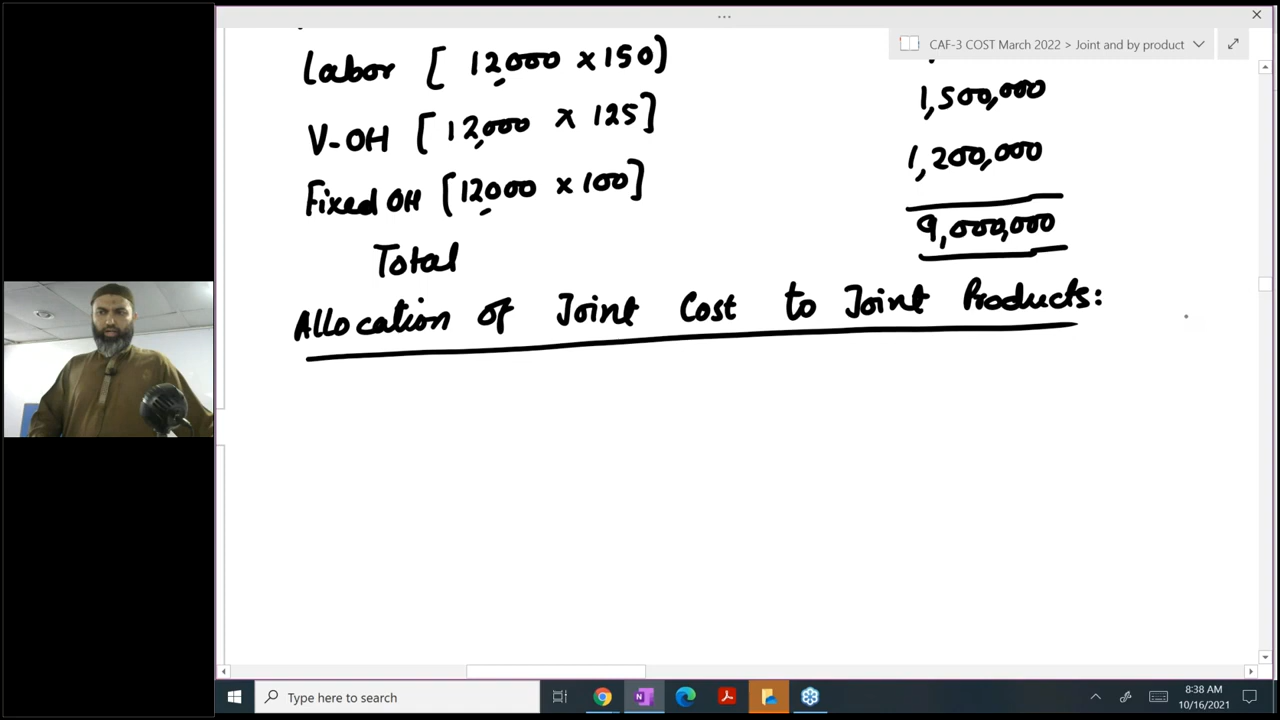 CAF-3 COST March 2022 > Joint and by product
Labor [ 12,000 x 150)
1,500,000
V-OH [ 12,000 x 125]
1,200,000
Fixed OH [12,000 x 100]
9,000,000
Total
Allocation of Joint Cost to Joint Products:
Type here to search
8:38 AM
10/16/2021